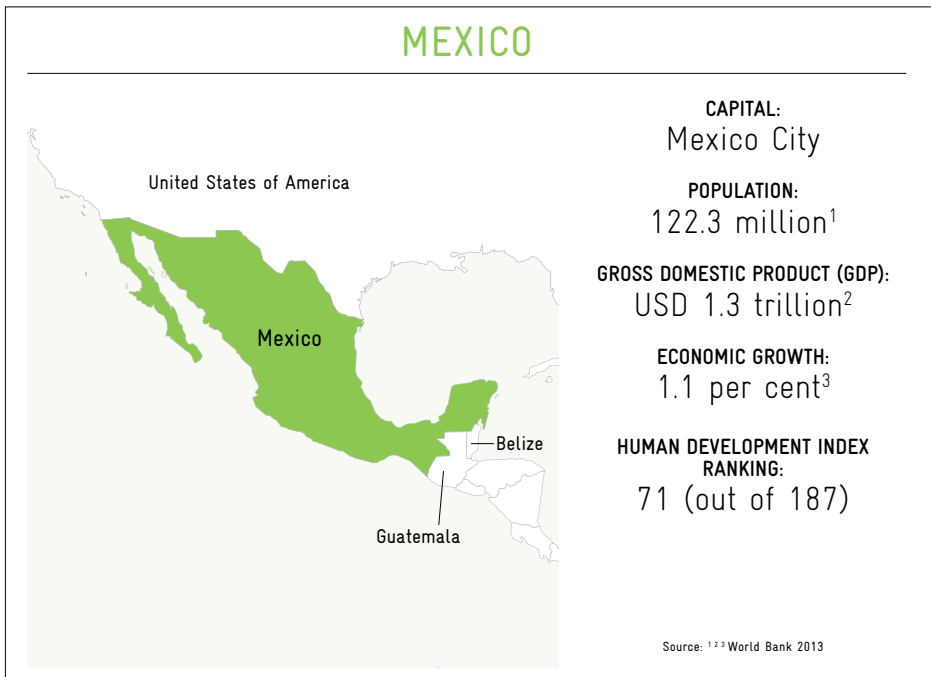 MEXICO
United States of America
Mexico
Belize
Guatemala
CAPITAL:
Mexico City
POPULATION:
122.3 million¹
GROSS DOMESTIC PRODUCT (GDP):
USD 1.3 trillion²
ECONOMIC GROWTH:
1.1 per cent³
HUMAN DEVELOPMENT INDEX
RANKING:
71 (out of 187)
Source: ¹ ² ³ World Bank 2013